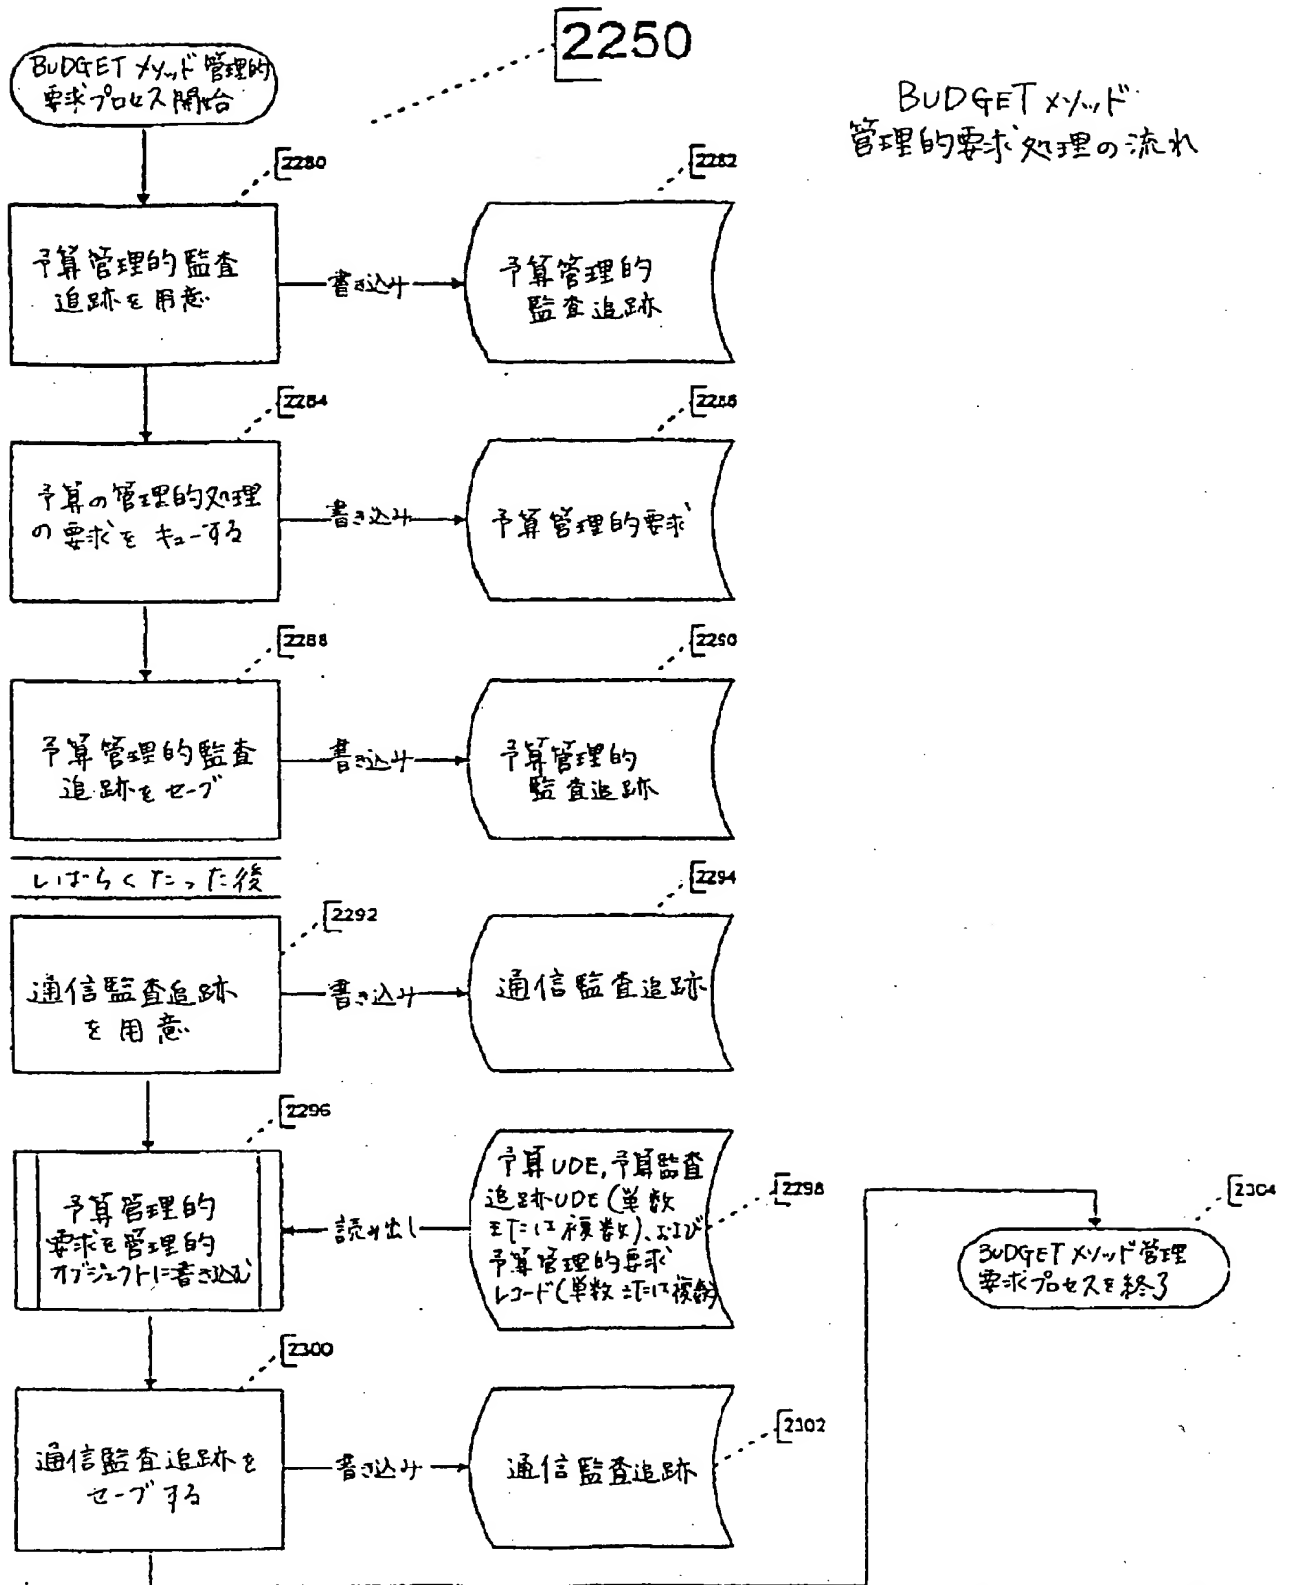 2250
BUDGETメソッド管理的
要求プロセス開始
BUDGETメソッド
管理的要求処理の流れ
2280
2282
予算管理的監査
追跡を用意
書き込み
予算管理的
監査追跡
2284
2286
予算の管理的処理
の要求をキューする
書き込み
予算管理的要求
2288
2290
予算管理的監査
追跡をセーブ
書き込み
予算管理的
監査追跡
しばらくたった後
2292
2294
通信監査追跡
を用意
書き込み
通信監査追跡
2296
2298
予算管理的
要求を管理的
オブジェクトに書き込む
読み出し
予算UDE,予算監査
追跡UDE(単数
または複数)、および
予算管理的要求
レコード(単数または複数)
2304
BUDGETメソッド管理
要求プロセスを終了
2300
2302
通信監査追跡を
セーブする
書き込み
通信監査追跡